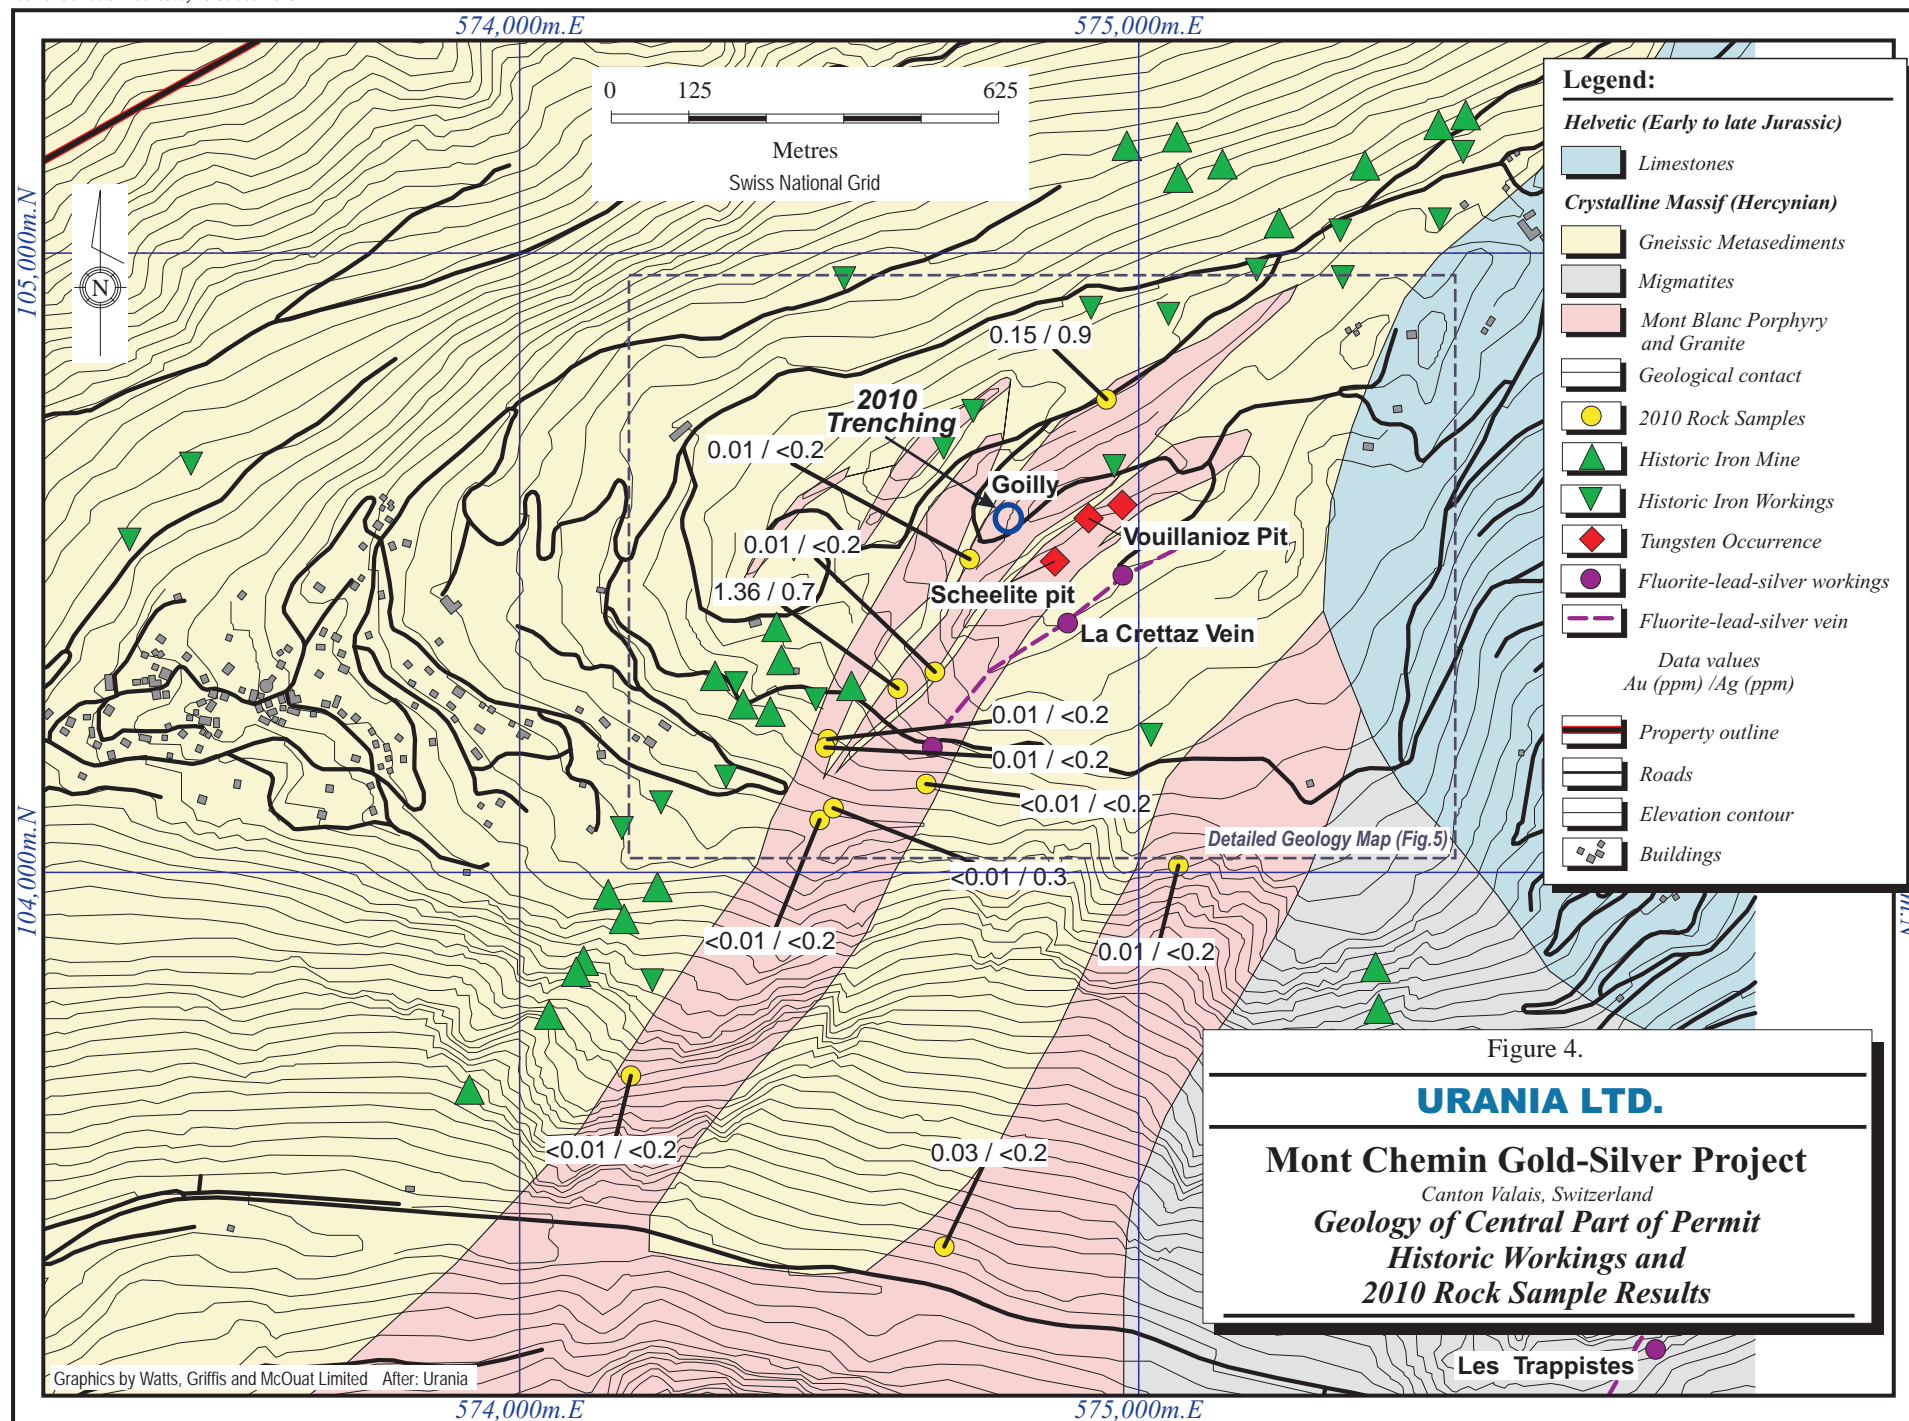 574,000m.E
575,000m.E
0 125 625
Metres
Swiss National Grid
N
105,000m.N
104,000m.N
0.15 / 0.9
2010
Trenching
0.01 / <0.2
Goilly
0.01 / <0.2
Vouillanioz Pit
1.36 / 0.7
Scheelite pit
La Crettaz Vein
0.01 / <0.2
0.01 / <0.2
<0.01 / <0.2
Detailed Geology Map (Fig.5)
<0.01 / 0.3
<0.01 / <0.2
0.01 / <0.2
<0.01 / <0.2
0.03 / <0.2
Les Trappistes
Graphics by Watts, Griffis and McOuat Limited After: Urania
574,000m.E
575,000m.E
Legend:
Helvetic (Early to late Jurassic)
Limestones
Crystalline Massif (Hercynian)
Gneissic Metasediments
Migmatites
Mont Blanc Porphyry
and Granite
Geological contact
2010 Rock Samples
Historic Iron Mine
Historic Iron Workings
Tungsten Occurrence
Fluorite-lead-silver workings
Fluorite-lead-silver vein
Data values
Au (ppm) /Ag (ppm)
Property outline
Roads
Elevation contour
Buildings
m.N
Figure 4.
URANIA LTD.
Mont Chemin Gold-Silver Project
Canton Valais, Switzerland
Geology of Central Part of Permit
Historic Workings and
2010 Rock Sample Results